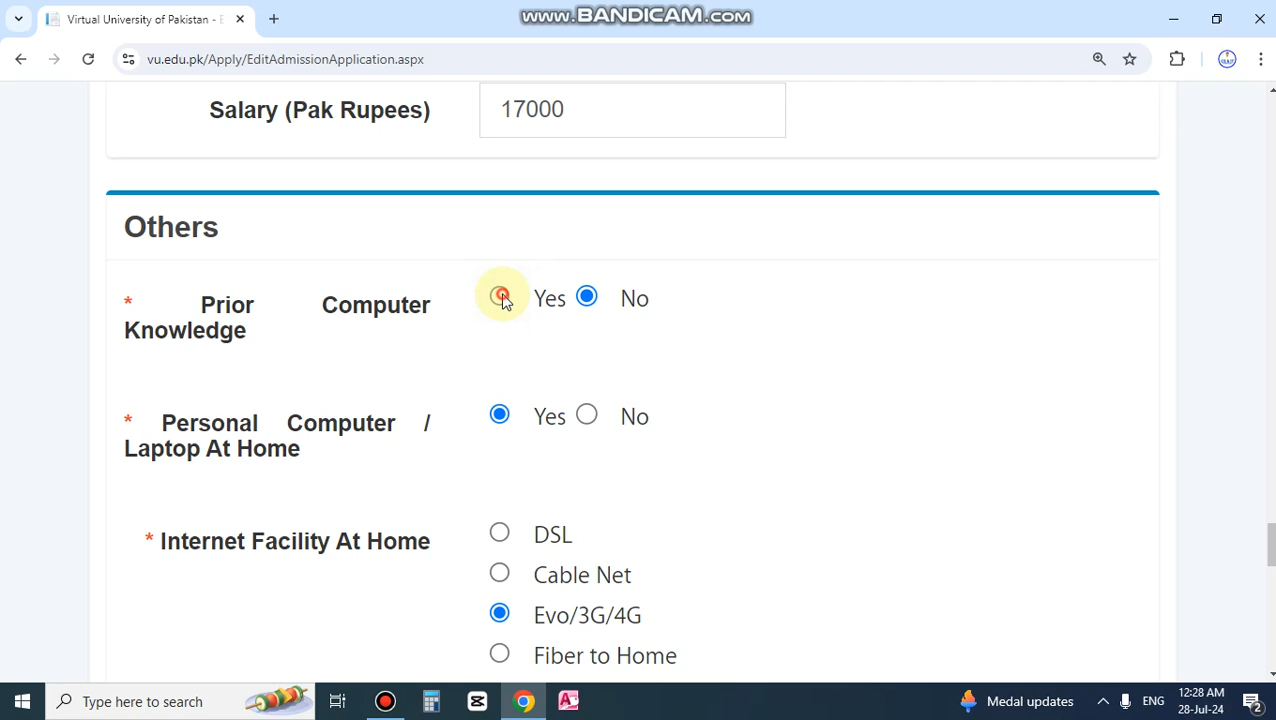 Virtual University of Pakistan - E
www.BANDICAM.com
vu.edu.pk/Apply/EditAdmissionApplication.aspx
Salary (Pak Rupees)
17000
Others
* Prior Computer Knowledge
Yes No
* Personal Computer / Laptop At Home
Yes No
* Internet Facility At Home
DSL
Cable Net
Evo/3G/4G
Fiber to Home
Type here to search
Medal updates
ENG
12:28 AM
28-Jul-24
2